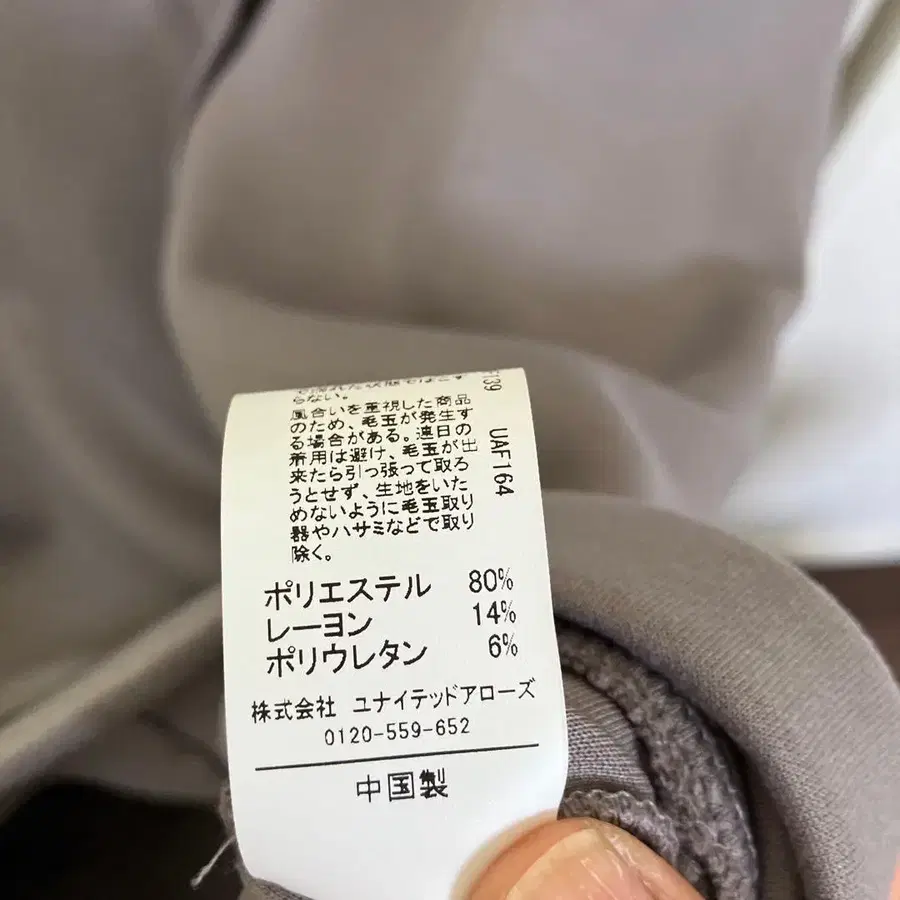 らない。
風合いを重視した商品
のため、毛玉が発生す
る場合がある。連日の
着用は避け、毛玉が出
来たら引っ張って取ろ
うとせず、生地をいた
めないように毛玉取り
器やハサミなどで取り
除く。
UAF164
ポリエステル 80%
レーヨン 14%
ポリウレタン 6%
株式会社 ユナイテッドアローズ
0120-559-652
中国製